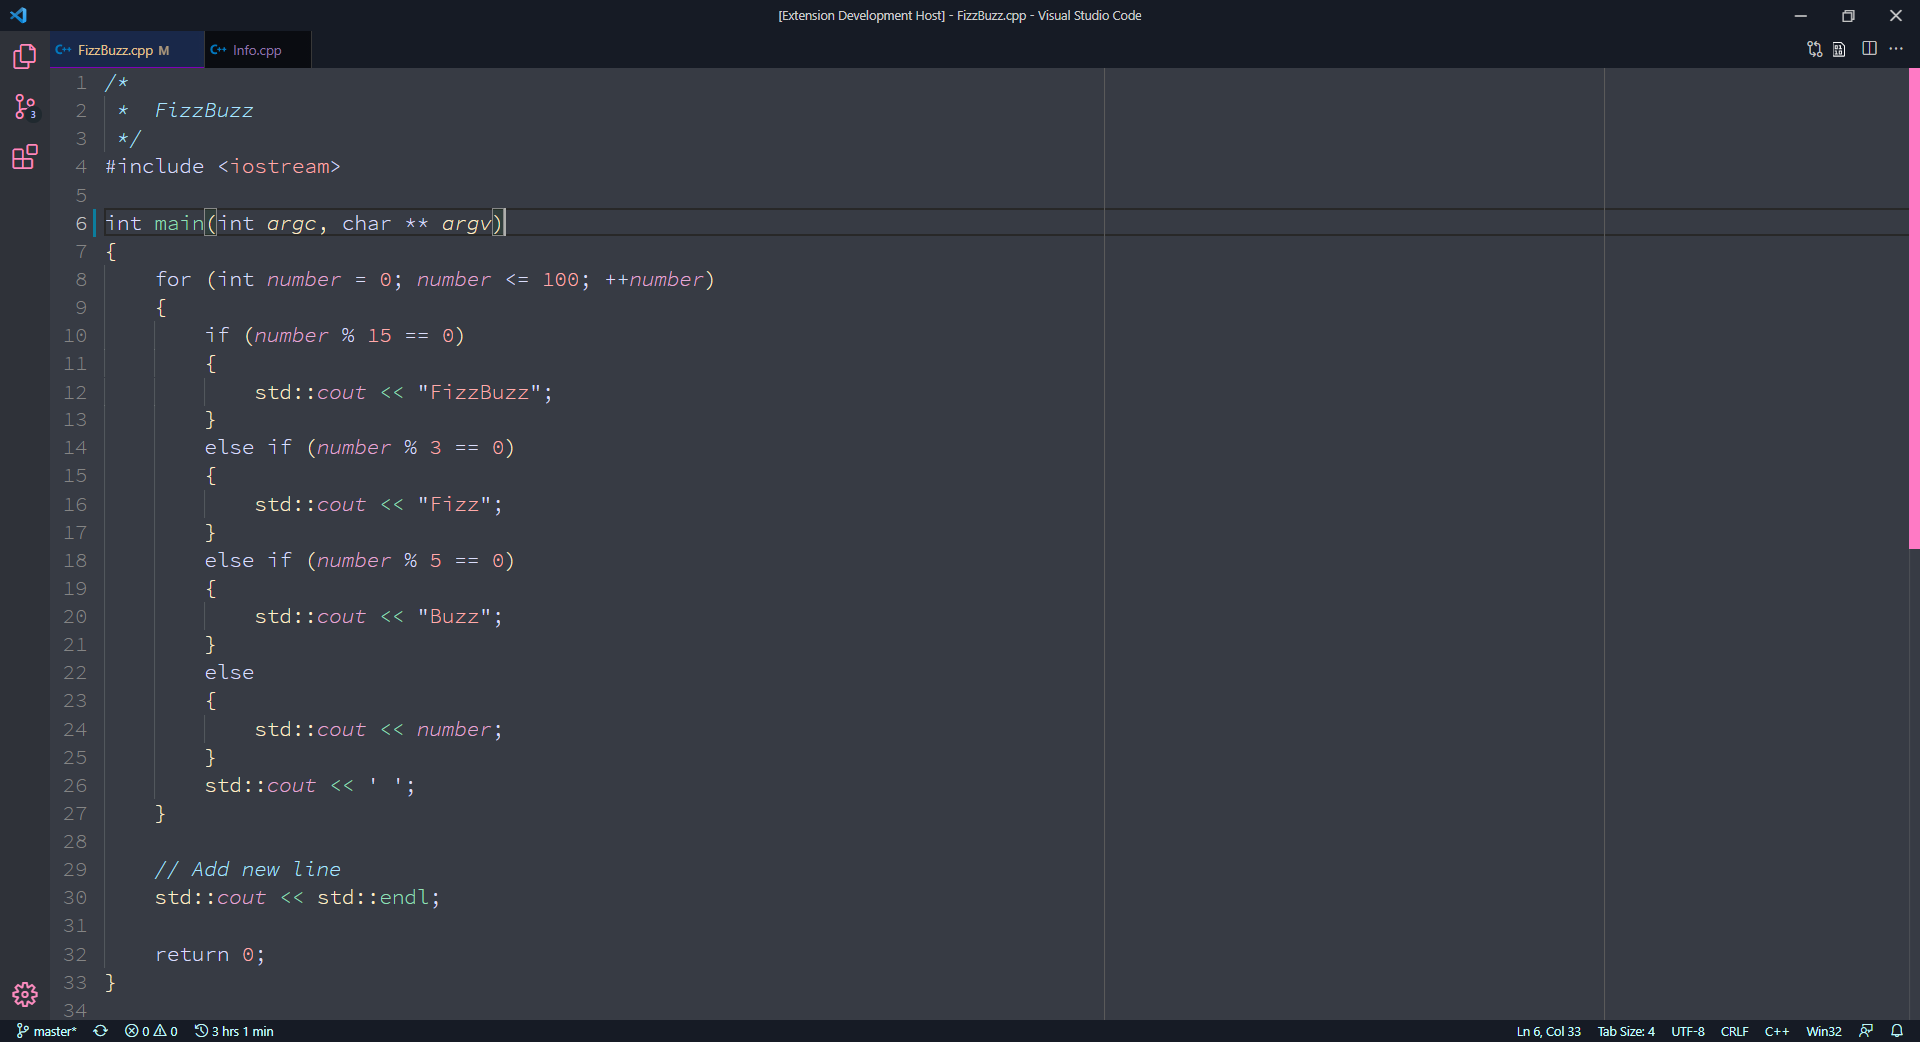 [Extension Development Host] - FizzBuzz.cpp - Visual Studio Code
C++ FizzBuzz.cpp M C++ Info.cpp
1 /*
2  *  FizzBuzz
3  */
4 #include <iostream>
5
6 int main(int argc, char ** argv)
7 {
8     for (int number = 0; number <= 100; ++number)
9     {
10         if (number % 15 == 0)
11         {
12             std::cout << "FizzBuzz";
13         }
14         else if (number % 3 == 0)
15         {
16             std::cout << "Fizz";
17         }
18         else if (number % 5 == 0)
19         {
20             std::cout << "Buzz";
21         }
22         else
23         {
24             std::cout << number;
25         }
26         std::cout << ' ';
27     }
28
29     // Add new line
30     std::cout << std::endl;
31
32     return 0;
33 }
34
3
master* 0 0 3 hrs 1 min Ln 6, Col 33 Tab Size: 4 UTF-8 CRLF C++ Win32